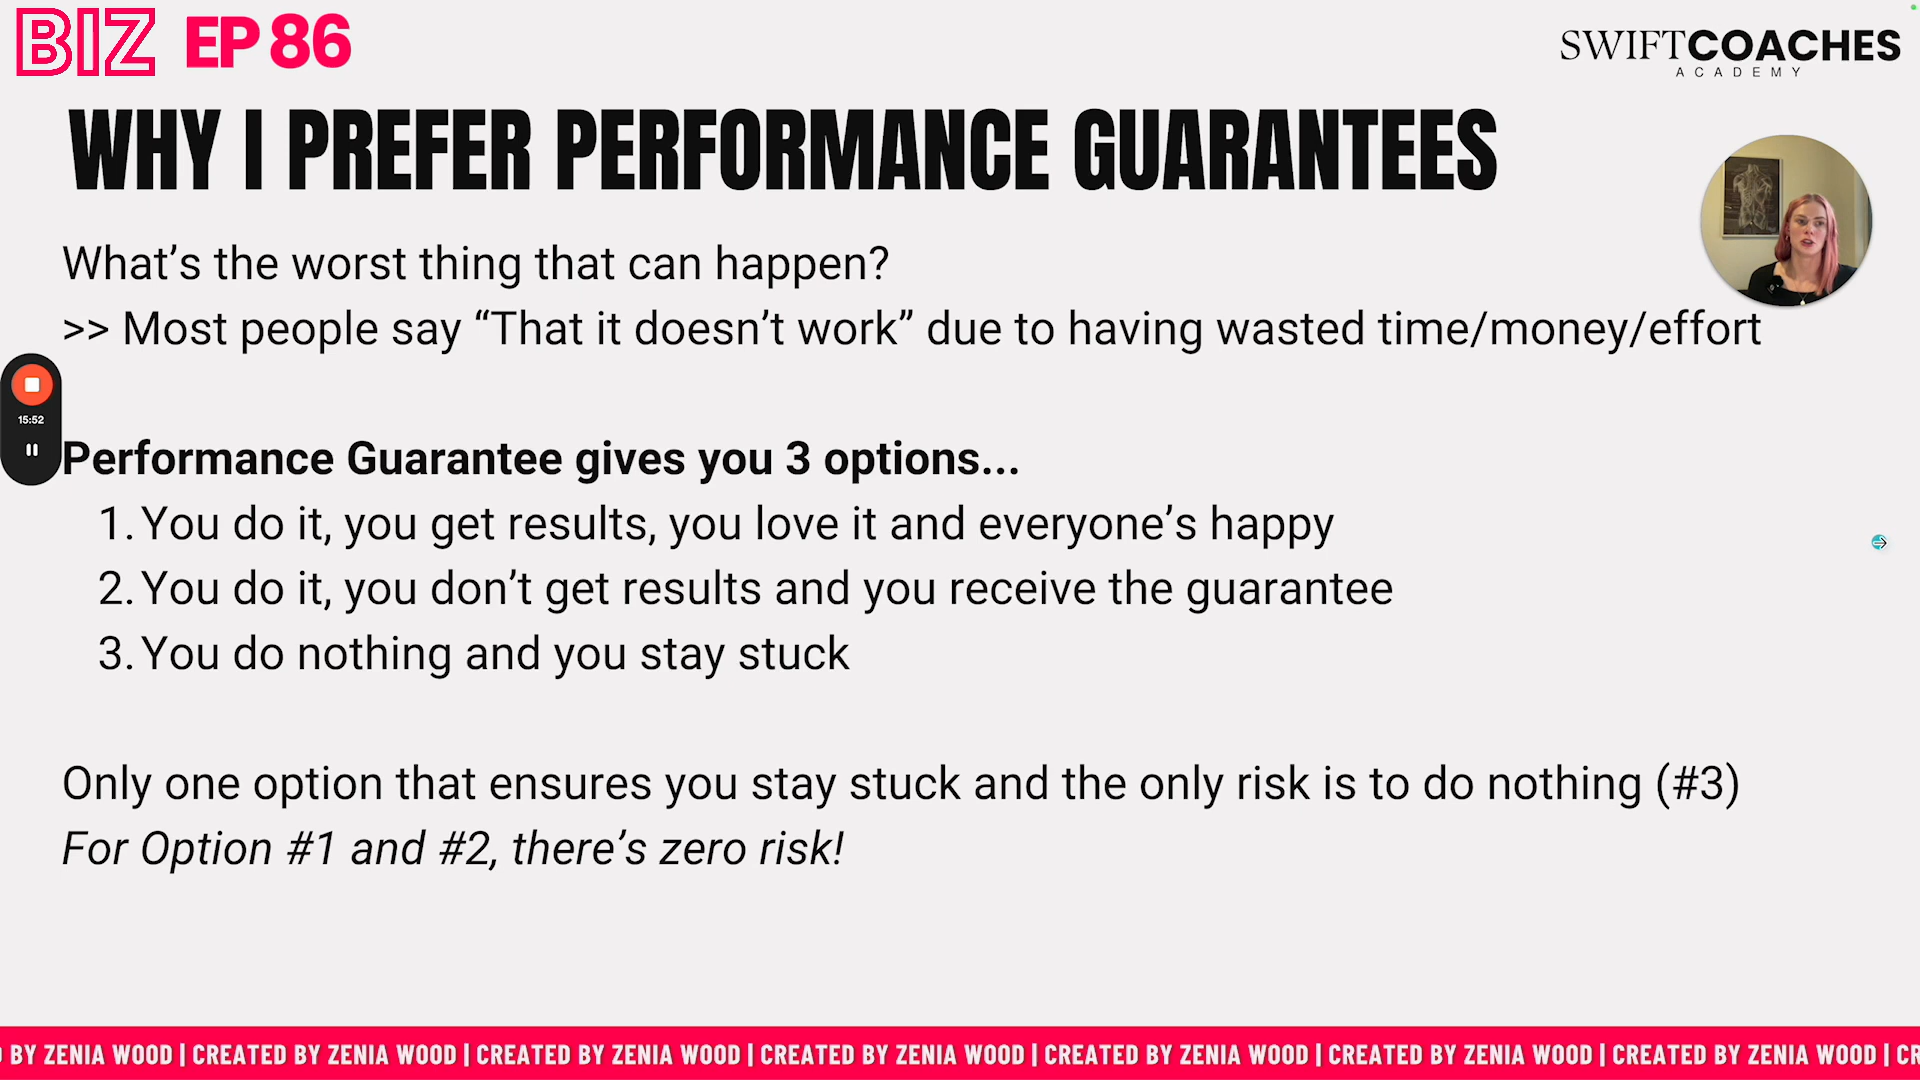 BIZ EP 86
SWIFTCOACHES
ACADEMY
WHY I PREFER PERFORMANCE GUARANTEES
What’s the worst thing that can happen?
>> Most people say “That it doesn’t work” due to having wasted time/money/effort
15:52
Performance Guarantee gives you 3 options...
1. You do it, you get results, you love it and everyone’s happy
2. You do it, you don’t get results and you receive the guarantee
3. You do nothing and you stay stuck
Only one option that ensures you stay stuck and the only risk is to do nothing (#3)
For Option #1 and #2, there’s zero risk!
D BY ZENIA WOOD | CREATED BY ZENIA WOOD | CREATED BY ZENIA WOOD | CREATED BY ZENIA WOOD | CREATED BY ZENIA WOOD | CREATED BY ZENIA WOOD | CREATED BY ZENIA WOOD | CR